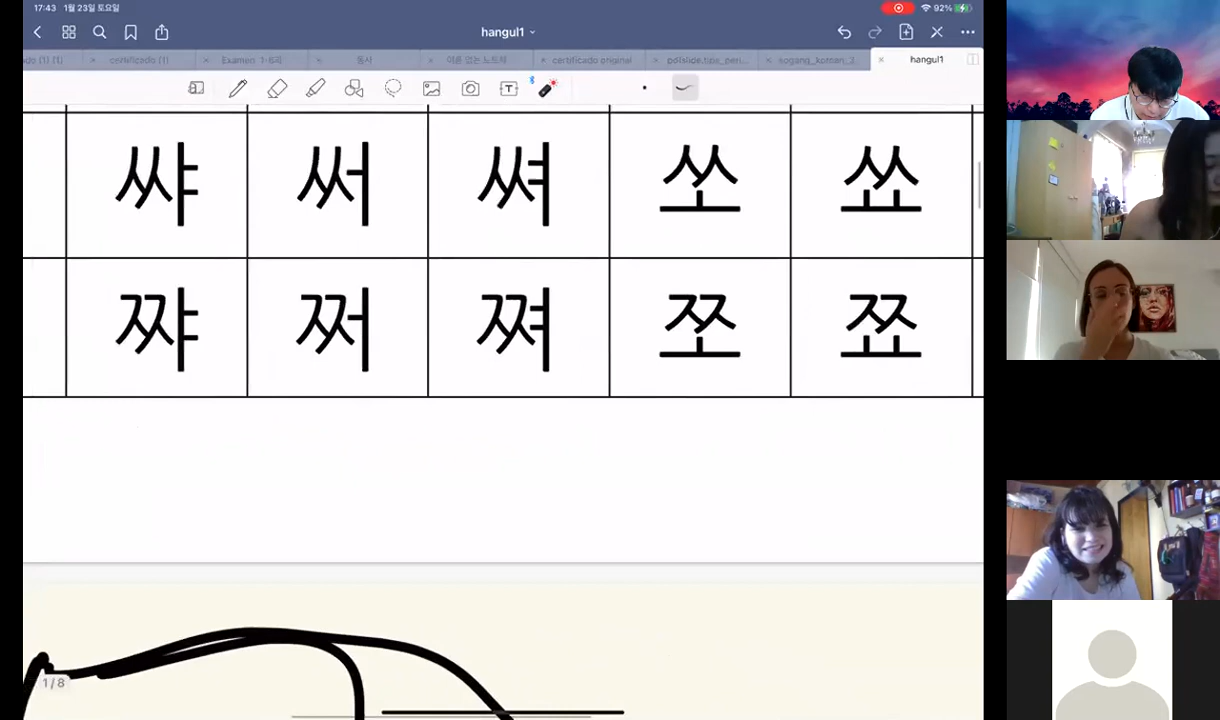 17:43 1월 23일 토요일 92%
hangul1
certificado (1) Examen 1-6과 동사 이름 없는 노트북 certificado original sogang_korean_2 hangul1
T
쌰 써 쎠 쏘 쑈
쨔 쩌 쪄 쪼 쬬
1/8